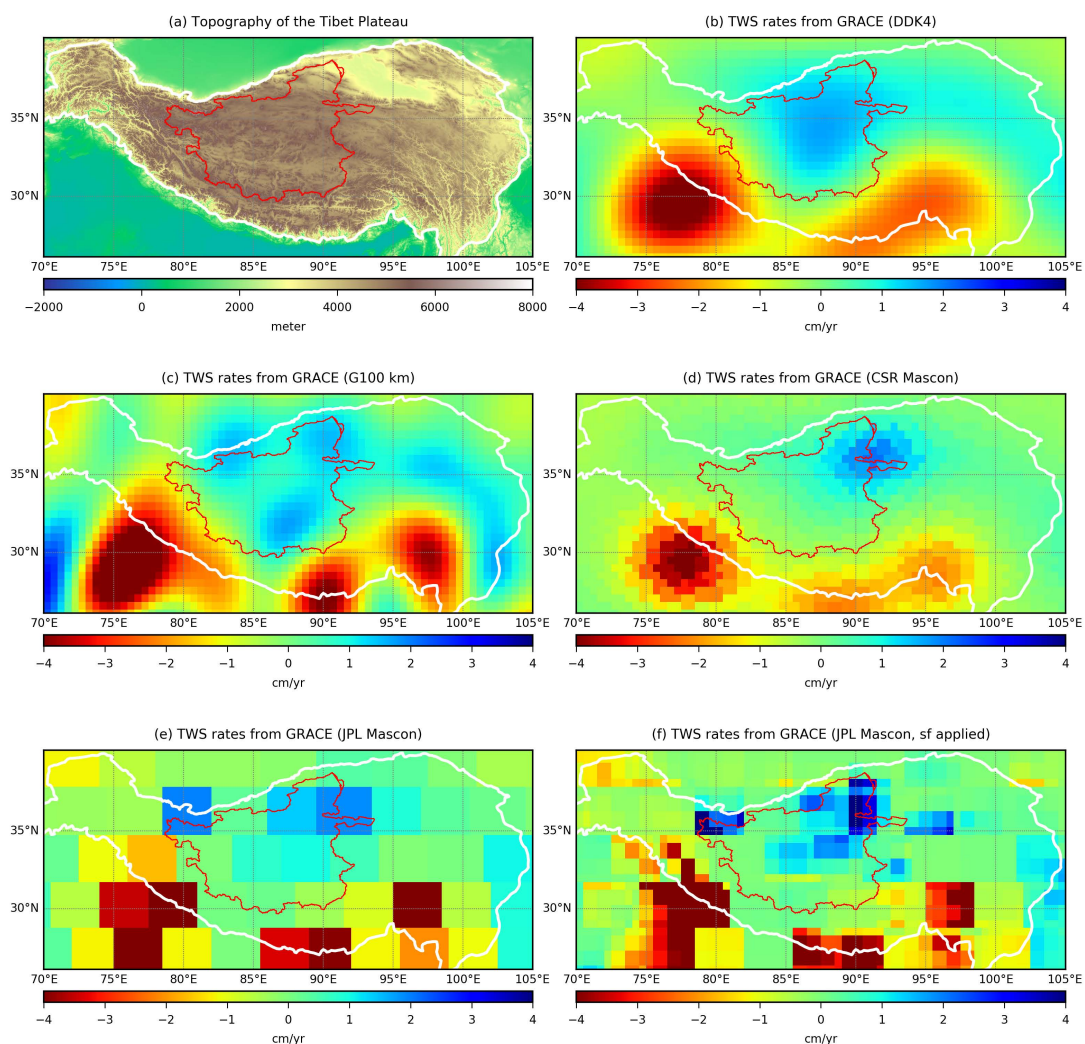 (a) Topography of the Tibet Plateau
35°N
30°N
70°E 75°E 80°E 85°E 90°E 95°E 100°E 105°E
−2000 0 2000 4000 6000 8000
meter
(b) TWS rates from GRACE (DDK4)
35°N
30°N
70°E 75°E 80°E 85°E 90°E 95°E 100°E 105°E
−4 −3 −2 −1 0 1 2 3 4
cm/yr
(c) TWS rates from GRACE (G100 km)
35°N
30°N
70°E 75°E 80°E 85°E 90°E 95°E 100°E 105°E
−4 −3 −2 −1 0 1 2 3 4
cm/yr
(d) TWS rates from GRACE (CSR Mascon)
35°N
30°N
70°E 75°E 80°E 85°E 90°E 95°E 100°E 105°E
−4 −3 −2 −1 0 1 2 3 4
cm/yr
(e) TWS rates from GRACE (JPL Mascon)
35°N
30°N
70°E 75°E 80°E 85°E 90°E 95°E 100°E 105°E
−4 −3 −2 −1 0 1 2 3 4
cm/yr
(f) TWS rates from GRACE (JPL Mascon, sf applied)
35°N
30°N
70°E 75°E 80°E 85°E 90°E 95°E 100°E 105°E
−4 −3 −2 −1 0 1 2 3 4
cm/yr